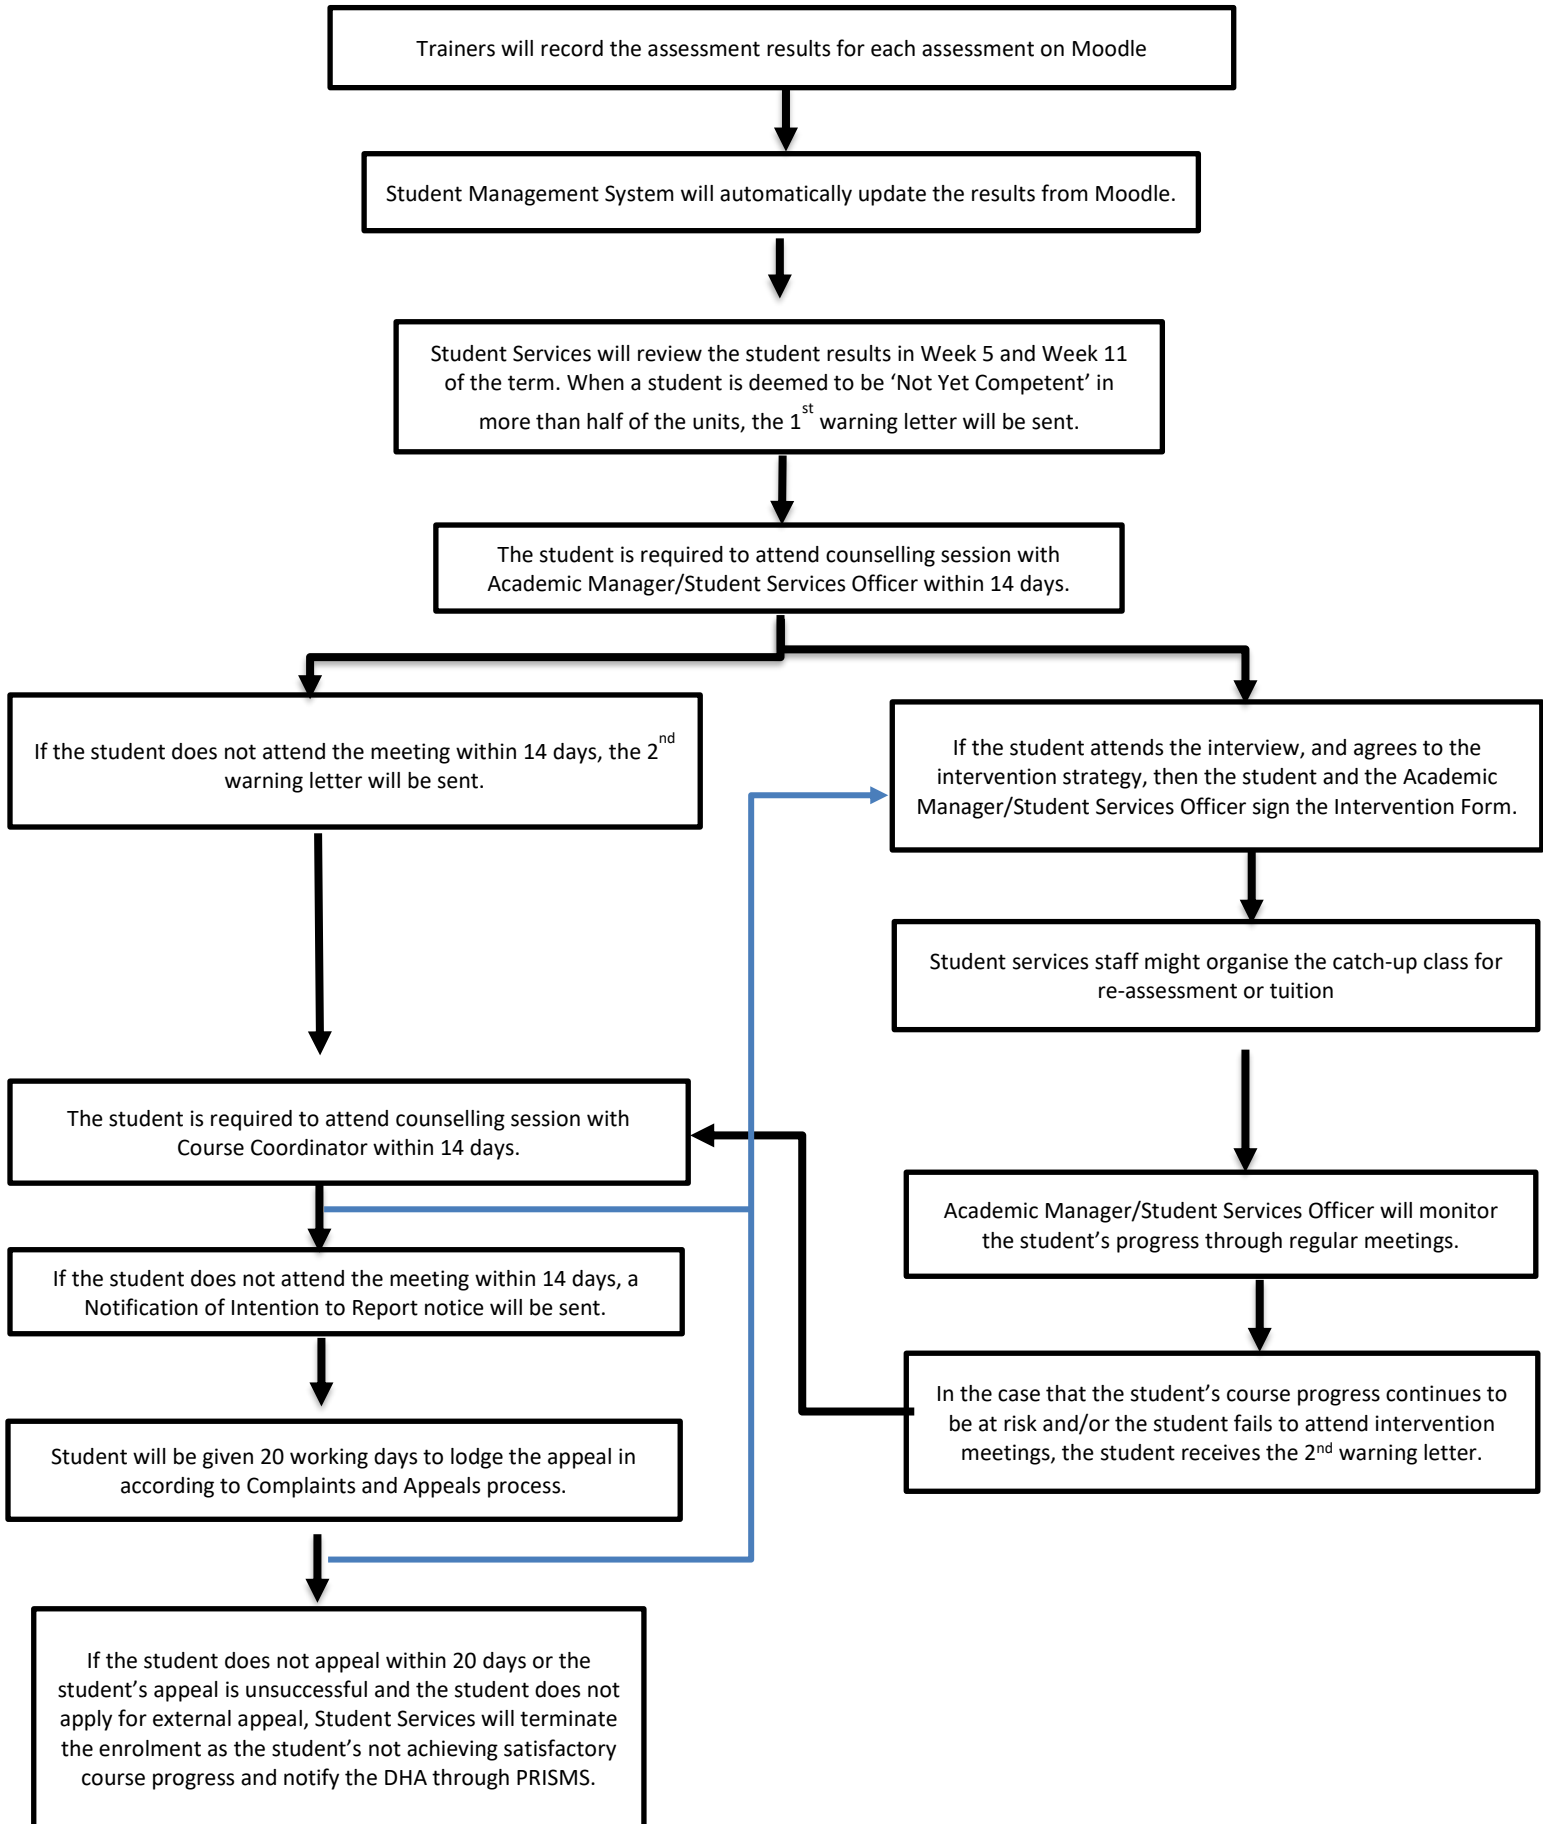 Trainers will record the assessment results for each assessment on Moodle
Student Management System will automatically update the results from Moodle.
Student Services will review the student results in Week 5 and Week 11
of the term. When a student is deemed to be ‘Not Yet Competent’ in
more than half of the units, the 1st warning letter will be sent.
The student is required to attend counselling session with
Academic Manager/Student Services Officer within 14 days.
If the student does not attend the meeting within 14 days, the 2nd
warning letter will be sent.
If the student attends the interview, and agrees to the
intervention strategy, then the student and the Academic
Manager/Student Services Officer sign the Intervention Form.
Student services staff might organise the catch-up class for
re-assessment or tuition
The student is required to attend counselling session with
Course Coordinator within 14 days.
Academic Manager/Student Services Officer will monitor
the student’s progress through regular meetings.
If the student does not attend the meeting within 14 days, a
Notification of Intention to Report notice will be sent.
In the case that the student’s course progress continues to
be at risk and/or the student fails to attend intervention
meetings, the student receives the 2nd warning letter.
Student will be given 20 working days to lodge the appeal in
according to Complaints and Appeals process.
If the student does not appeal within 20 days or the
student’s appeal is unsuccessful and the student does not
apply for external appeal, Student Services will terminate
the enrolment as the student’s not achieving satisfactory
course progress and notify the DHA through PRISMS.